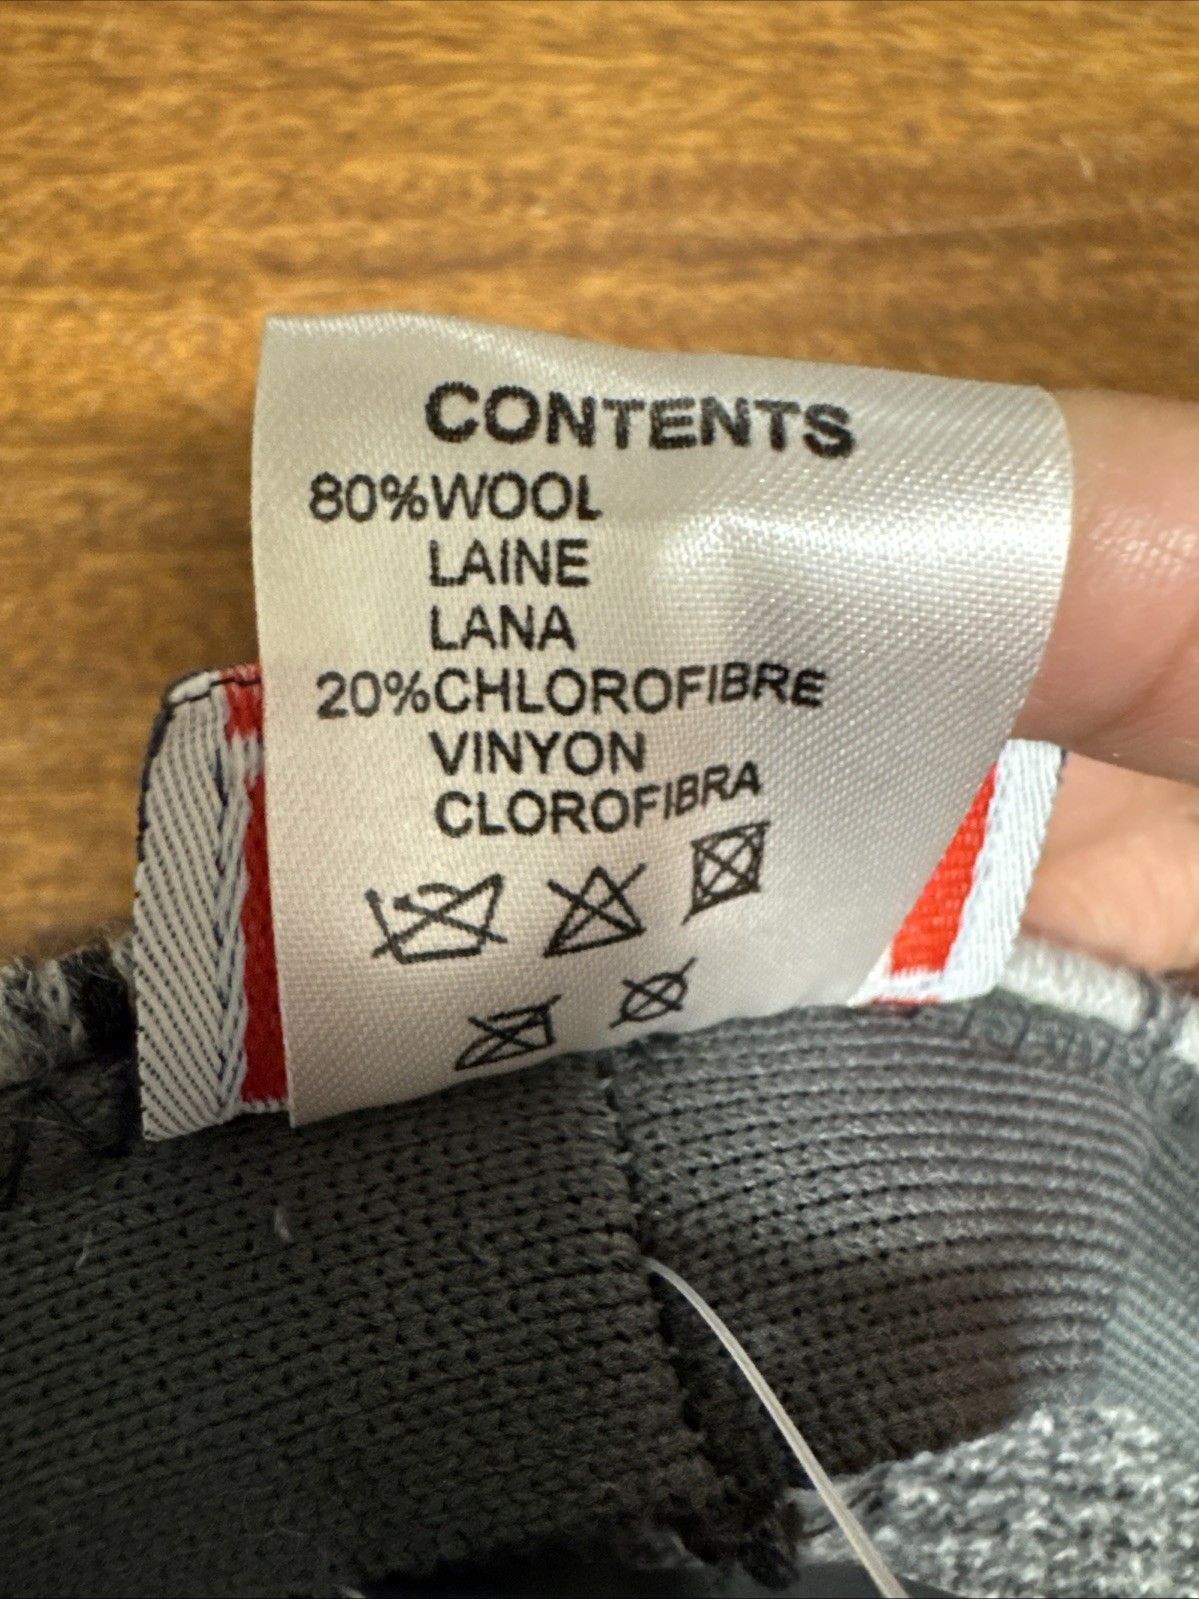 CONTENTS
80%WOOL
LAINE
LANA
20%CHLOROFIBRE
VINYON
CLOROFIBRA